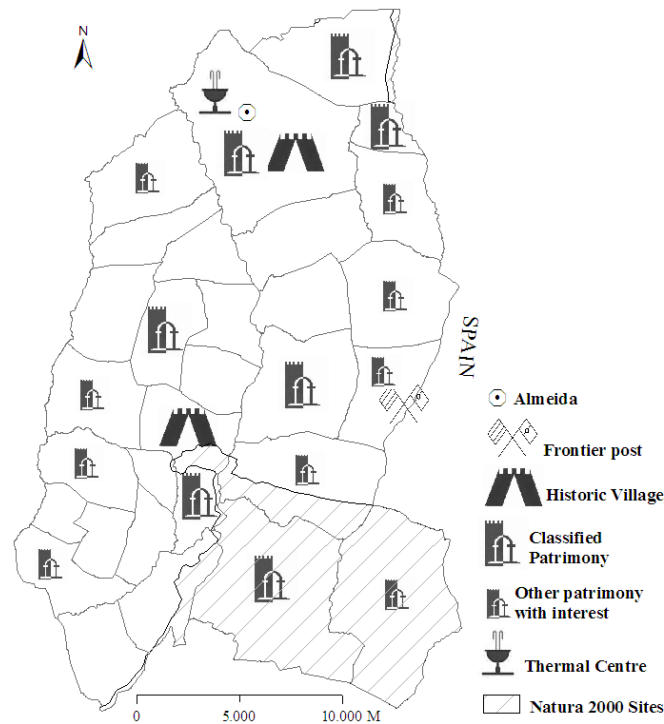 N
SPAIN
Almeida
Frontier post
Historic Village
Classified
Patrimony
Other patrimony
with interest
Thermal Centre
Natura 2000 Sites
0 5.000 10.000 M